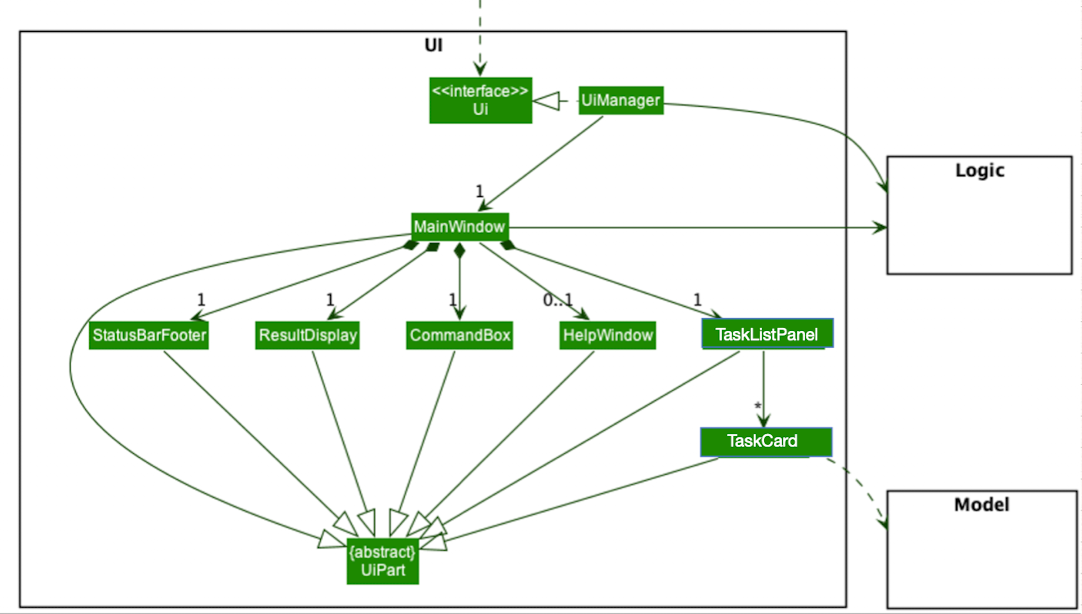 UI
<<interface>>
Ui
UiManager
Logic
1
MainWindow
1
1
1
0..1
1
StatusBarFooter
ResultDisplay
CommandBox
HelpWindow
TaskListPanel
*
TaskCard
Model
{abstract}
UiPart